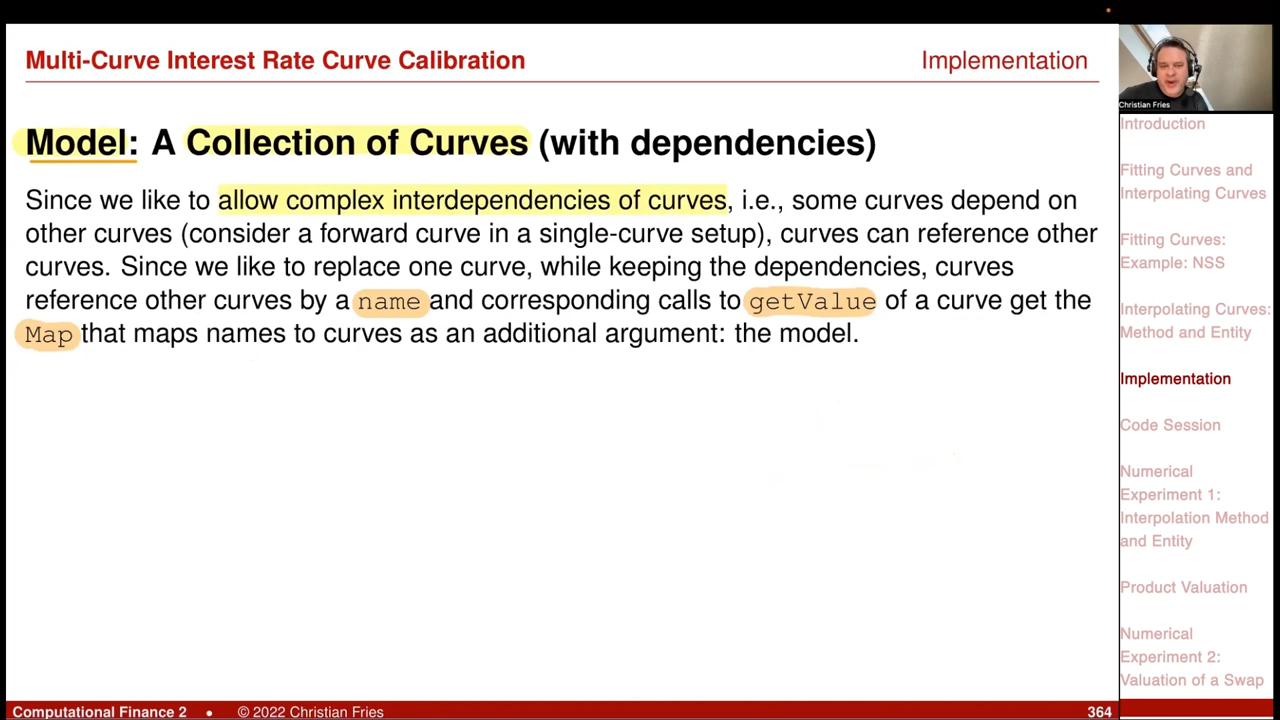 Multi-Curve Interest Rate Curve Calibration
Implementation
Model: A Collection of Curves (with dependencies)
Since we like to allow complex interdependencies of curves, i.e., some curves depend on
other curves (consider a forward curve in a single-curve setup), curves can reference other
curves. Since we like to replace one curve, while keeping the dependencies, curves
reference other curves by a name and corresponding calls to getValue of a curve get the
Map that maps names to curves as an additional argument: the model.
Christian Fries
Introduction
Fitting Curves and
Interpolating Curves
Fitting Curves:
Example: NSS
Interpolating Curves:
Method and Entity
Implementation
Code Session
Numerical
Experiment 1:
Interpolation Method
and Entity
Product Valuation
Numerical
Experiment 2:
Valuation of a Swap
Computational Finance 2 • © 2022 Christian Fries
364